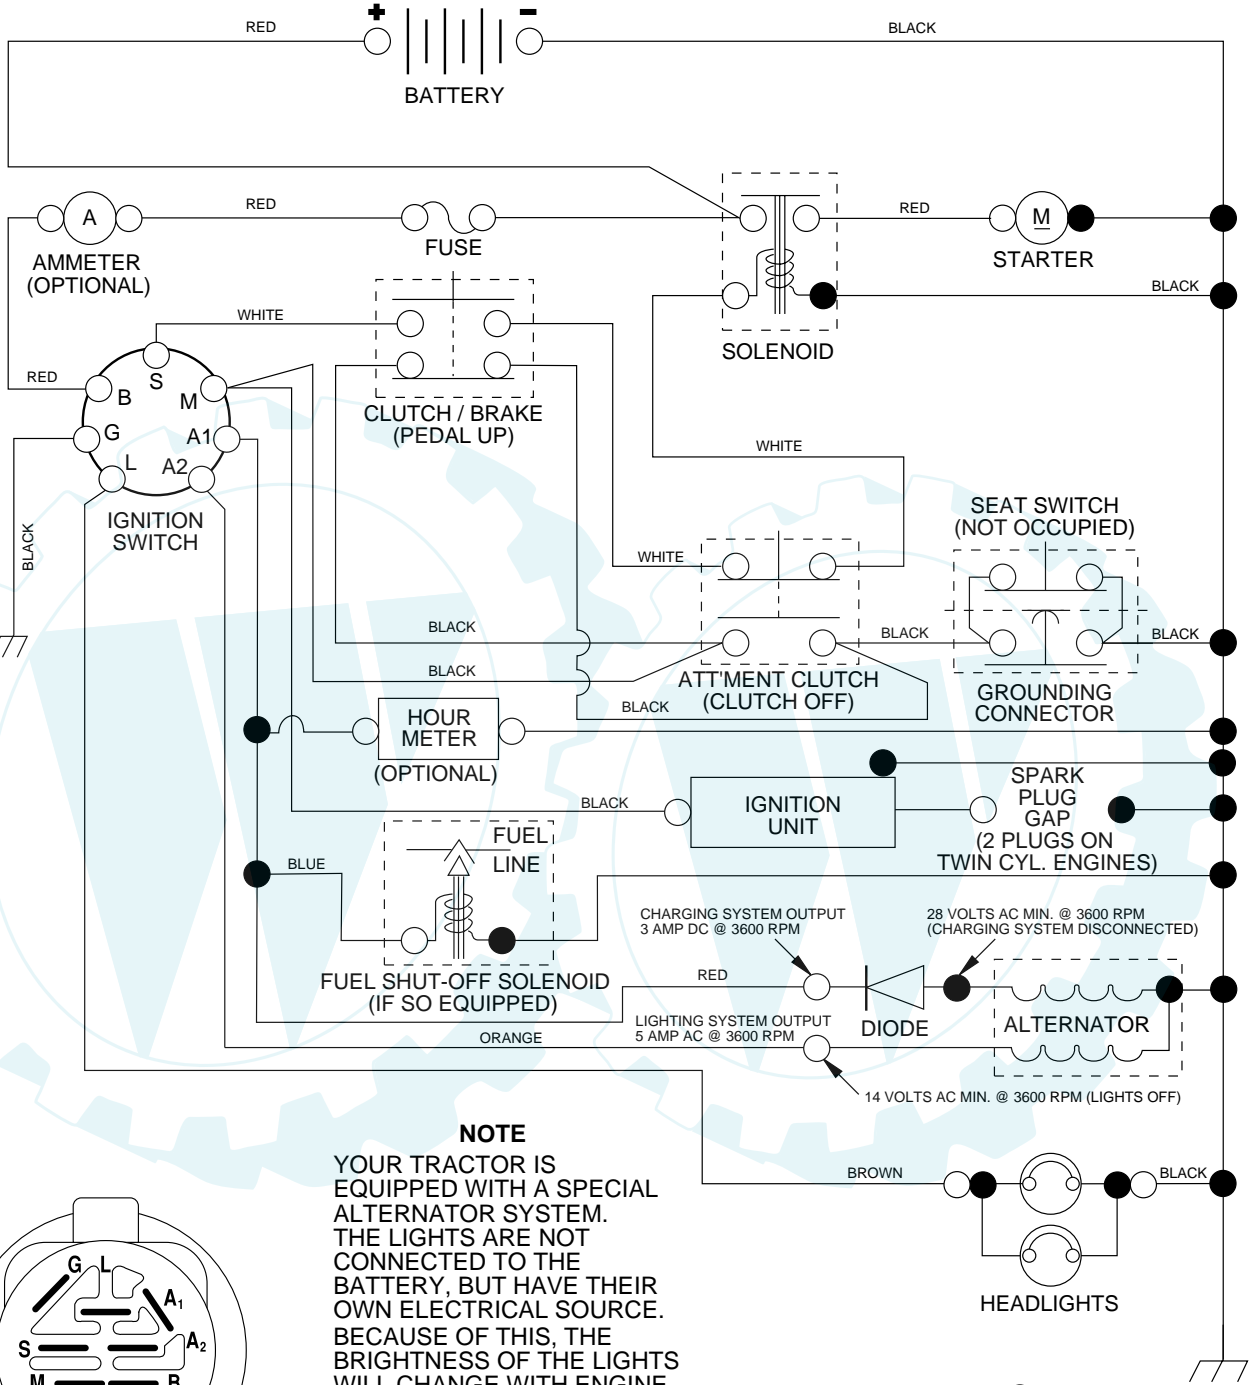 + -
RED
BLACK
BATTERY
A
RED
RED
M
FUSE
STARTER
AMMETER
(OPTIONAL)
BLACK
WHITE
SOLENOID
RED
S
B
M
G
A1
L
A2
CLUTCH / BRAKE
(PEDAL UP)
WHITE
IGNITION
SWITCH
BLACK
SEAT SWITCH
(NOT OCCUPIED)
WHITE
BLACK
BLACK
BLACK
BLACK
ATT'MENT CLUTCH
(CLUTCH OFF)
GROUNDING
CONNECTOR
BLACK
HOUR
METER
(OPTIONAL)
SPARK
PLUG
GAP
(2 PLUGS ON
TWIN CYL. ENGINES)
BLACK
IGNITION
UNIT
FUEL
LINE
BLUE
CHARGING SYSTEM OUTPUT
3 AMP DC @ 3600 RPM
28 VOLTS AC MIN. @ 3600 RPM
(CHARGING SYSTEM DISCONNECTED)
FUEL SHUT-OFF SOLENOID
(IF SO EQUIPPED)
RED
DIODE
ALTERNATOR
LIGHTING SYSTEM OUTPUT
5 AMP AC @ 3600 RPM
ORANGE
14 VOLTS AC MIN. @ 3600 RPM (LIGHTS OFF)
NOTE
YOUR TRACTOR IS
EQUIPPED WITH A SPECIAL
ALTERNATOR SYSTEM.
THE LIGHTS ARE NOT
CONNECTED TO THE
BATTERY, BUT HAVE THEIR
OWN ELECTRICAL SOURCE.
BECAUSE OF THIS, THE
BRIGHTNESS OF THE LIGHTS
WILL CHANGE WITH ENGINE
BROWN
BLACK
HEADLIGHTS
G L
A1
A2
S
M
B